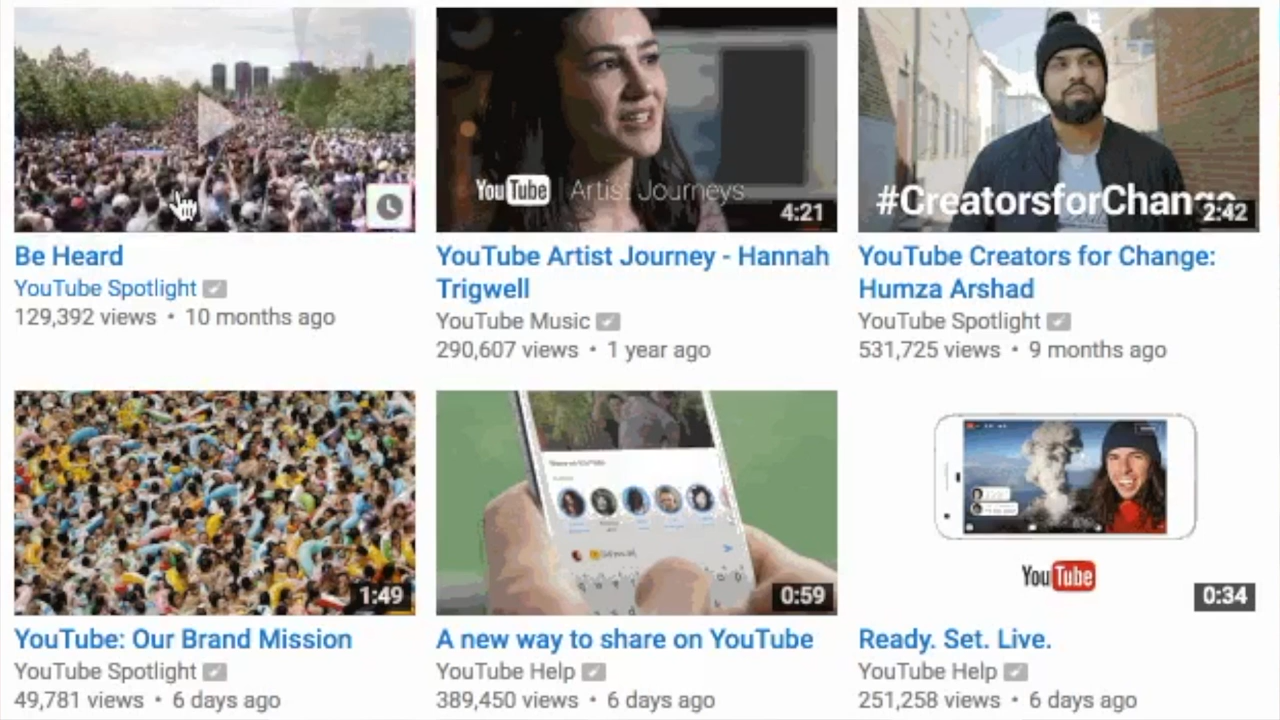 YouTube | Artist Journeys
4:21
#CreatorsforChange
2:42
Be Heard
YouTube Spotlight
129,392 views • 10 months ago
YouTube Artist Journey - Hannah
Trigwell
YouTube Music
290,607 views • 1 year ago
YouTube Creators for Change:
Humza Arshad
YouTube Spotlight
531,725 views • 9 months ago
1:49
0:59
YouTube
0:34
YouTube: Our Brand Mission
YouTube Spotlight
49,781 views • 6 days ago
A new way to share on YouTube
YouTube Help
389,450 views • 6 days ago
Ready. Set. Live.
YouTube Help
251,258 views • 6 days ago